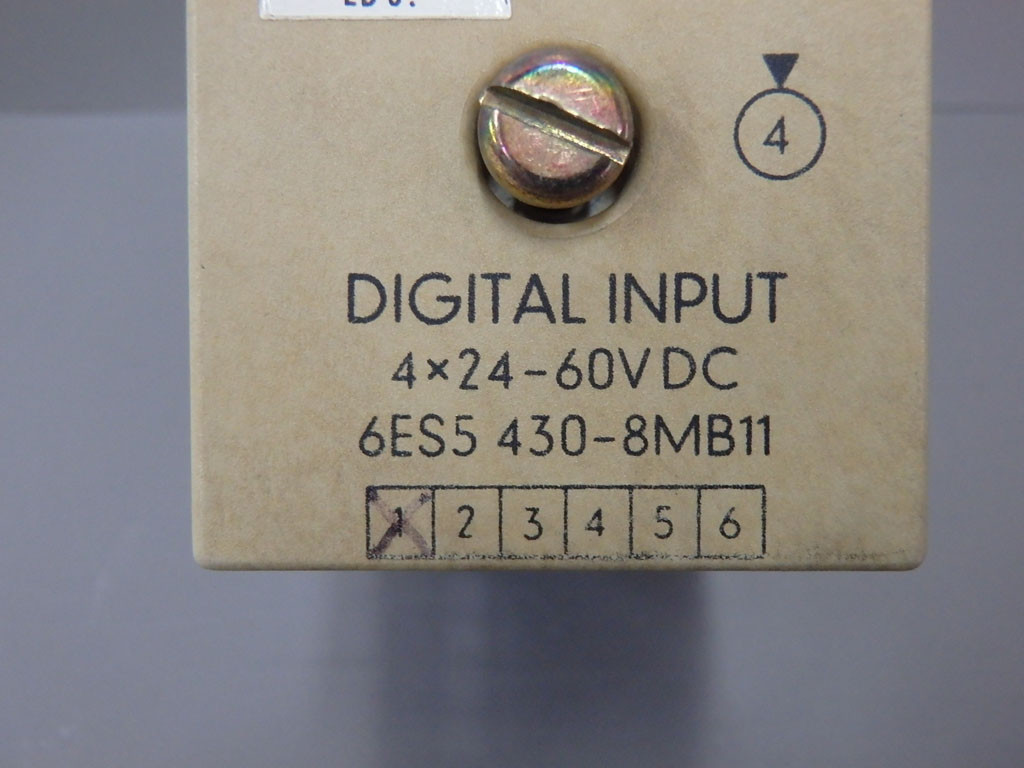 4
DIGITAL INPUT
4×24-60VDC
6ES5 430-8MB11
1 2 3 4 5 6